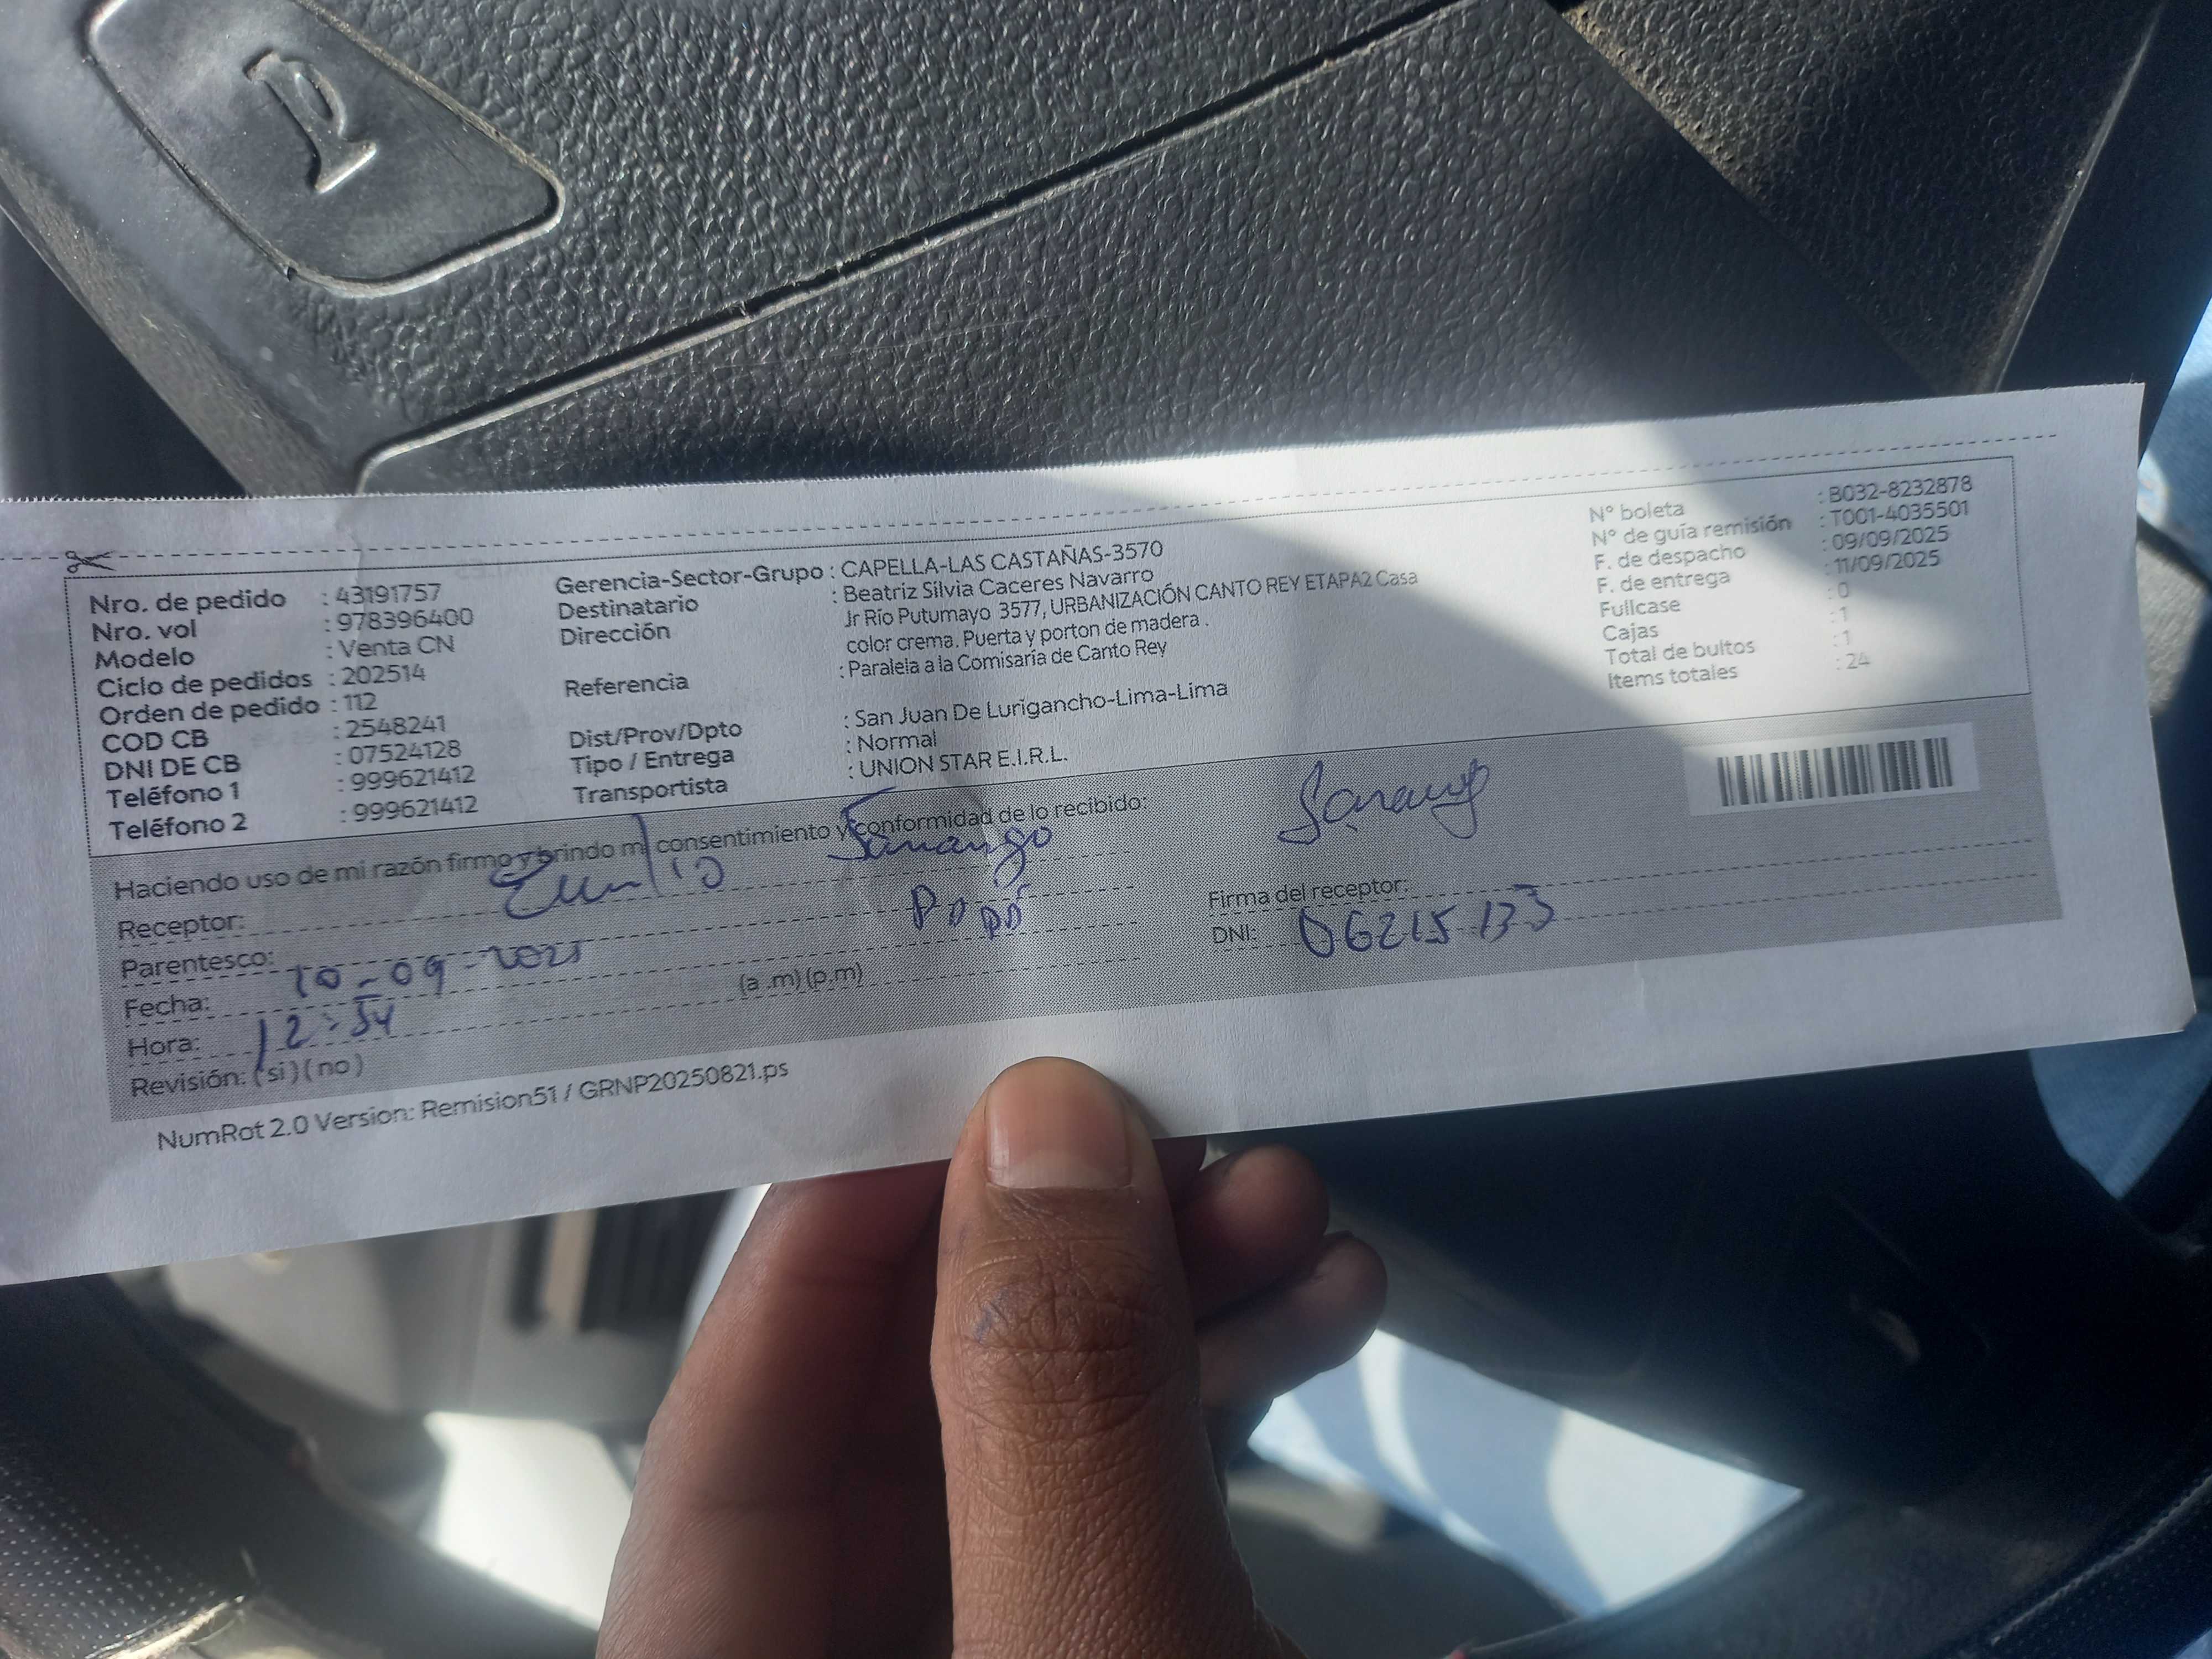 Nro. de pedido : 43191757
Nro. vol : 978396400
Modelo : Venta CN
Ciclo de pedidos : 202514
Orden de pedido : 112
COD CB : 2548241
DNI DE CB : 07524128
Teléfono 1 : 999621412
Teléfono 2 : 999621412
Gerencia-Sector-Grupo : CAPELLA-LAS CASTAÑAS-3570
Destinatario : Beatriz Silvia Caceres Navarro
Dirección Jr Río Putumayo 3577, URBANIZACIÓN CANTO REY ETAPA2 Casa
color crema. Puerta y porton de madera .
Referencia : Paralela a la Comisaría de Canto Rey
Dist/Prov/Dpto : San Juan De Lurigancho-Lima-Lima
Tipo / Entrega : Normal
Transportista : UNION STAR E.I.R.L.
N° boleta : B032-8232878
N° de guía remisión : T001-4035501
F. de despacho : 09/09/2025
F. de entrega : 11/09/2025
Fullcase : 0
Cajas : 1
Total de bultos : 1
Items totales : 24
Haciendo uso de mi razón firmo y brindo mi consentimiento y conformidad de lo recibido:
Receptor: Emilio
Parentesco: Papá
Fecha: 10-09-2025
Hora: 12:54 (a .m) (p.m)
Revisión: (si) (no)
Firma del receptor:
DNI: 06215133
NumRot 2.0 Version: Remision51 / GRNP20250821.ps